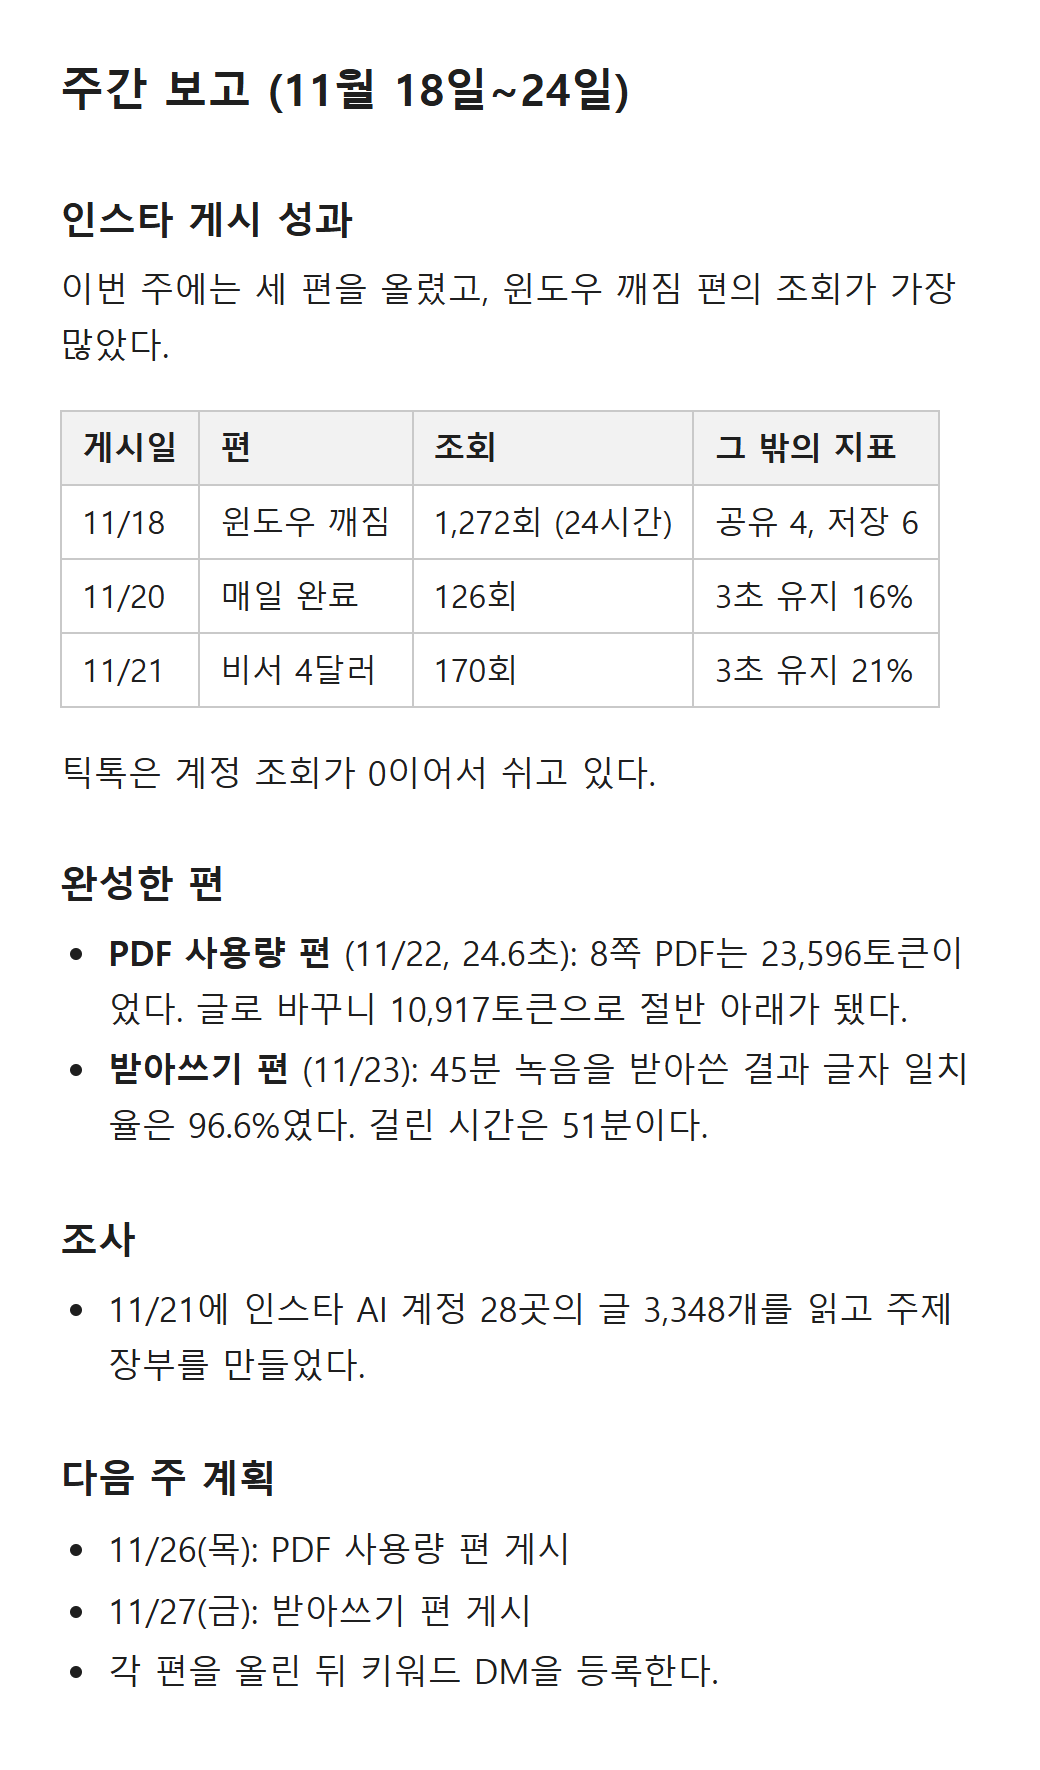 주간 보고 (11월 18일~24일)
인스타 게시 성과
이번 주에는 세 편을 올렸고, 윈도우 깨짐 편의 조회가 가장
많았다.
게시일 편 조회 그 밖의 지표
11/18 윈도우 깨짐 1,272회 (24시간) 공유 4, 저장 6
11/20 매일 완료 126회 3초 유지 16%
11/21 비서 4달러 170회 3초 유지 21%
틱톡은 계정 조회가 0이어서 쉬고 있다.
완성한 편
• PDF 사용량 편 (11/22, 24.6초): 8쪽 PDF는 23,596토큰이
었다. 글로 바꾸니 10,917토큰으로 절반 아래가 됐다.
• 받아쓰기 편 (11/23): 45분 녹음을 받아쓴 결과 글자 일치
율은 96.6%였다. 걸린 시간은 51분이다.
조사
• 11/21에 인스타 AI 계정 28곳의 글 3,348개를 읽고 주제
장부를 만들었다.
다음 주 계획
• 11/26(목): PDF 사용량 편 게시
• 11/27(금): 받아쓰기 편 게시
• 각 편을 올린 뒤 키워드 DM을 등록한다.